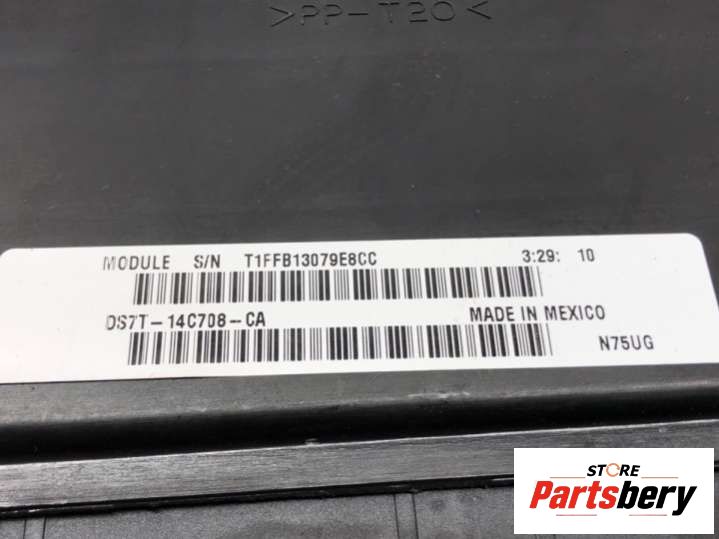 >PP-T20<
MODULE S/N T1FFB13079E8CC 3:29: 10
DS7T-14C708-CA MADE IN MEXICO
N75UG
STORE
Partsbery